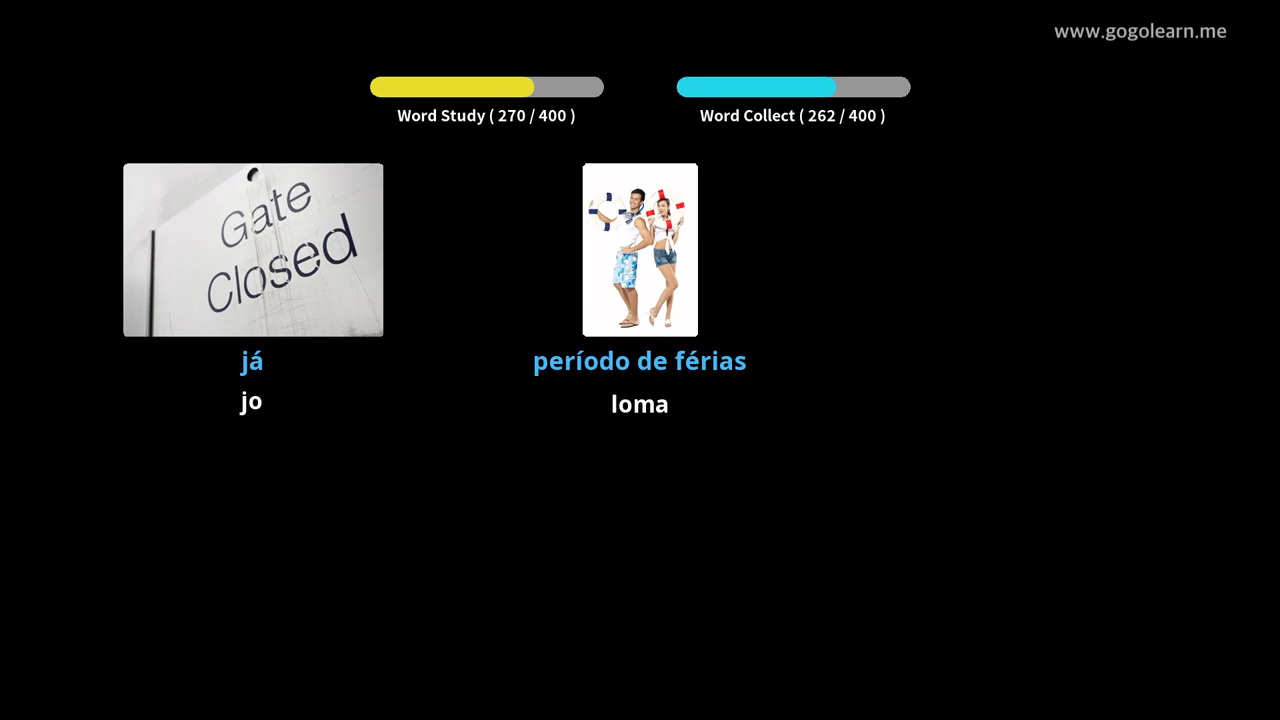 www.gogolearn.me
Word Study ( 270 / 400 )
Word Collect ( 262 / 400 )
Gate
Closed
já
jo
período de férias
loma